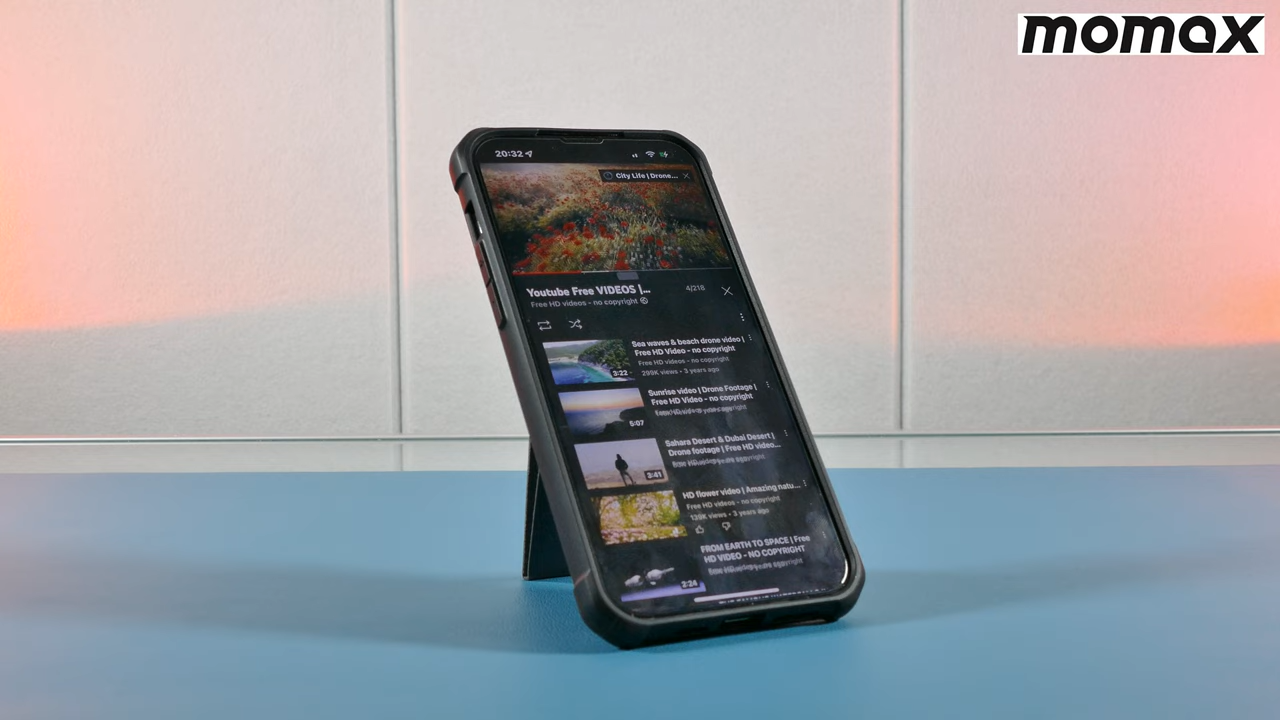 momax
20:32
City Life | Drone...
Youtube Free VIDEOS |...
4/218
Free HD videos - no copyright
Sea waves & beach drone video |
Free HD Video - no copyright
Free HD videos - no copyright
299K views • 3 years ago
3:22
Sunrise video | Drone Footage |
Free HD Video - no copyright
5:07
Sahara Desert & Dubai Desert |
Drone footage | Free HD video...
3:41
HD flower video | Amazing natu...
Free HD videos - no copyright
139K views • 3 years ago
FROM EARTH TO SPACE | Free
HD VIDEO - NO COPYRIGHT
2:24